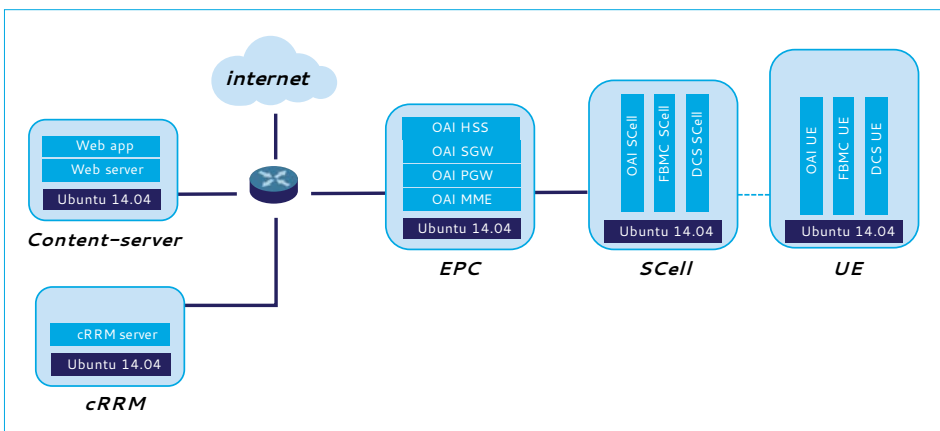 internet
Web app
Web server
Ubuntu 14.04
Content-server
cRRM server
Ubuntu 14.04
cRRM
OAI HSS
OAI SGW
OAI PGW
OAI MME
Ubuntu 14.04
EPC
OAI SCell
FBMC SCell
DCS SCell
Ubuntu 14.04
SCell
OAI UE
FBMC UE
DCS UE
Ubuntu 14.04
UE